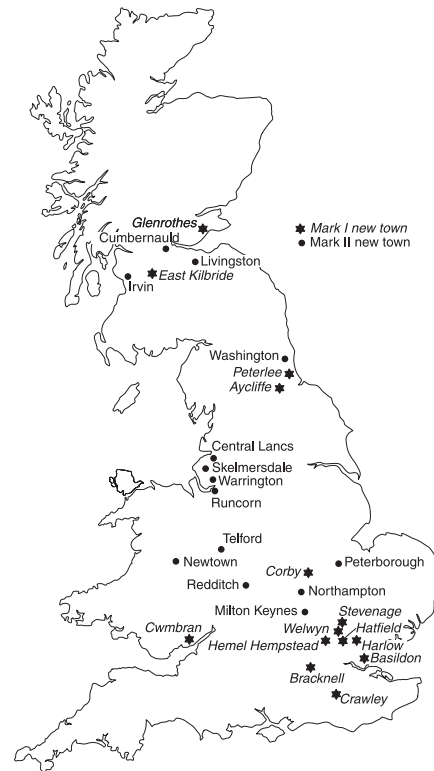 Glenrothes
Mark I new town
Cumbernauld
Mark II new town
Livingston
East Kilbride
Irvin
Washington
Peterlee
Aycliffe
Central Lancs
Skelmersdale
Warrington
Runcorn
Telford
Newtown
Peterborough
Corby
Redditch
Northampton
Milton Keynes
Stevenage
Cwmbran
Welwyn
Hatfield
Hemel Hempstead
Harlow
Basildon
Bracknell
Crawley